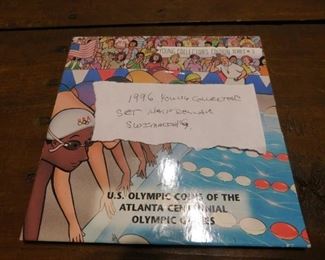 YOUNG COLLECTORS EDITION SERIES # 3
1996 YOUNG COLLECTORS
SET HALF DOLLAR
SWIMMING
U.S. OLYMPIC COINS OF THE
ATLANTA CENTENNIAL
OLYMPIC GAMES